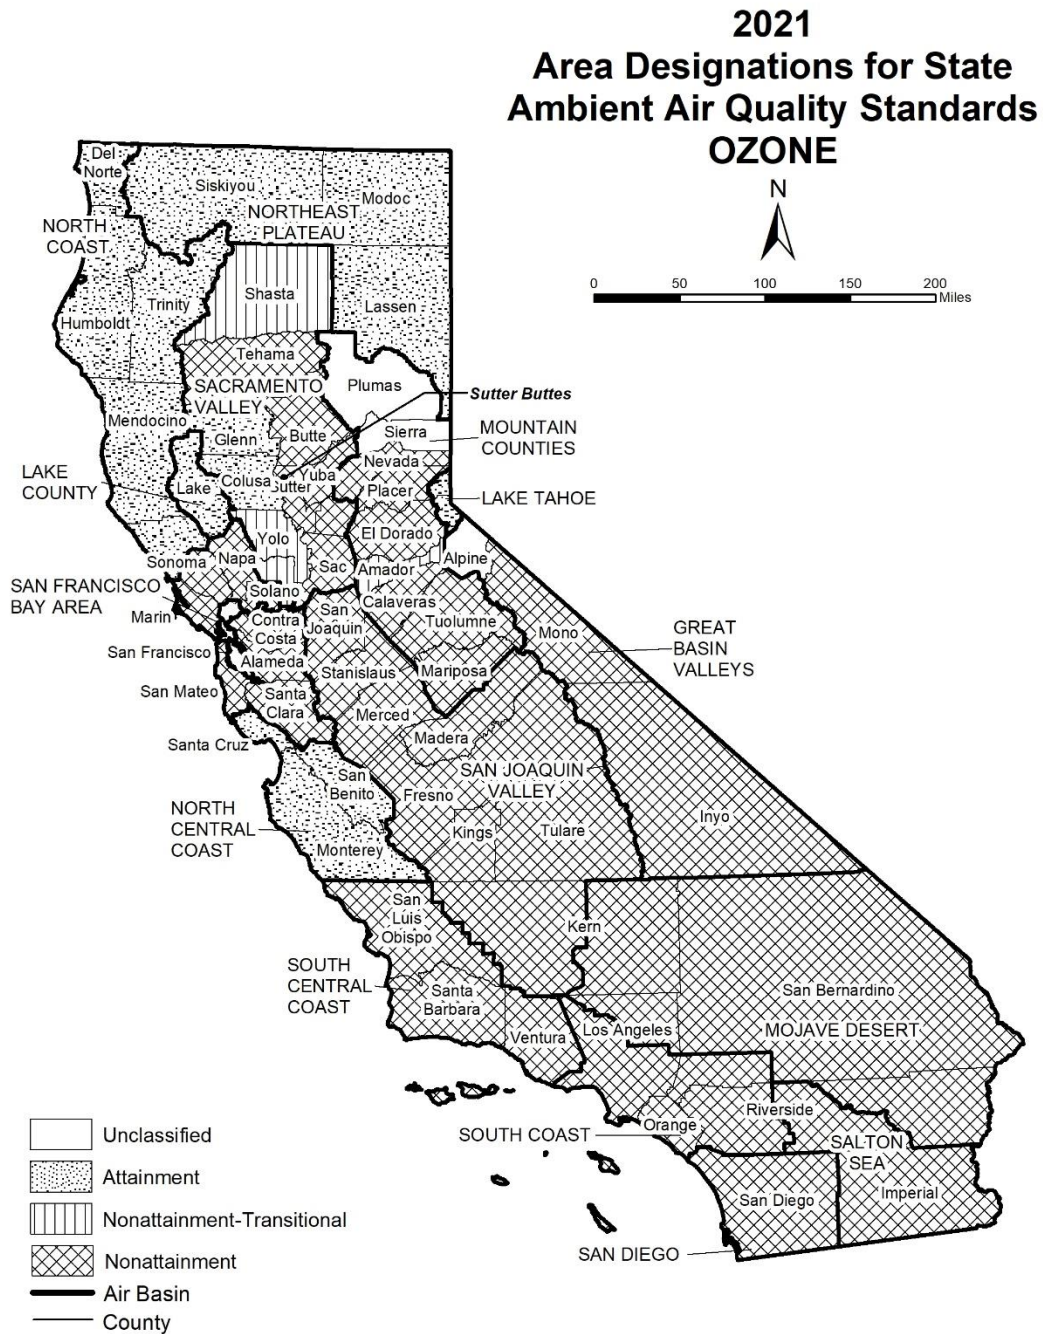 2021
Area Designations for State
Ambient Air Quality Standards
OZONE
N
0 50 100 150 200
Miles
Del
Norte
Siskiyou
Modoc
NORTHEAST
PLATEAU
NORTH
COAST
Shasta
Trinity
Lassen
Humboldt
Tehama
Plumas
SACRAMENTO
VALLEY
Sutter Buttes
Mendocino
Glenn
Butte
Sierra
MOUNTAIN
COUNTIES
Nevada
LAKE
COUNTY
Lake
Colusa
Sutter
Yuba
Placer
LAKE TAHOE
Yolo
El Dorado
Sonoma
Napa
Sac
Amador
Alpine
SAN FRANCISCO
BAY AREA
Solano
Calaveras
Marin
Contra
Costa
San
Joaquin
Tuolumne
Mono
GREAT
BASIN
VALLEYS
San Francisco
Alameda
Stanislaus
Mariposa
San Mateo
Santa
Clara
Merced
Santa Cruz
Madera
San
Benito
SAN JOAQUIN
VALLEY
Fresno
NORTH
CENTRAL
COAST
Monterey
Kings
Tulare
Inyo
San
Luis
Obispo
Kern
SOUTH
CENTRAL
COAST
Santa
Barbara
San Bernardino
Ventura
Los Angeles
MOJAVE DESERT
Riverside
Orange
SOUTH COAST
SALTON
SEA
San Diego
Imperial
SAN DIEGO
Unclassified
Attainment
Nonattainment-Transitional
Nonattainment
Air Basin
County